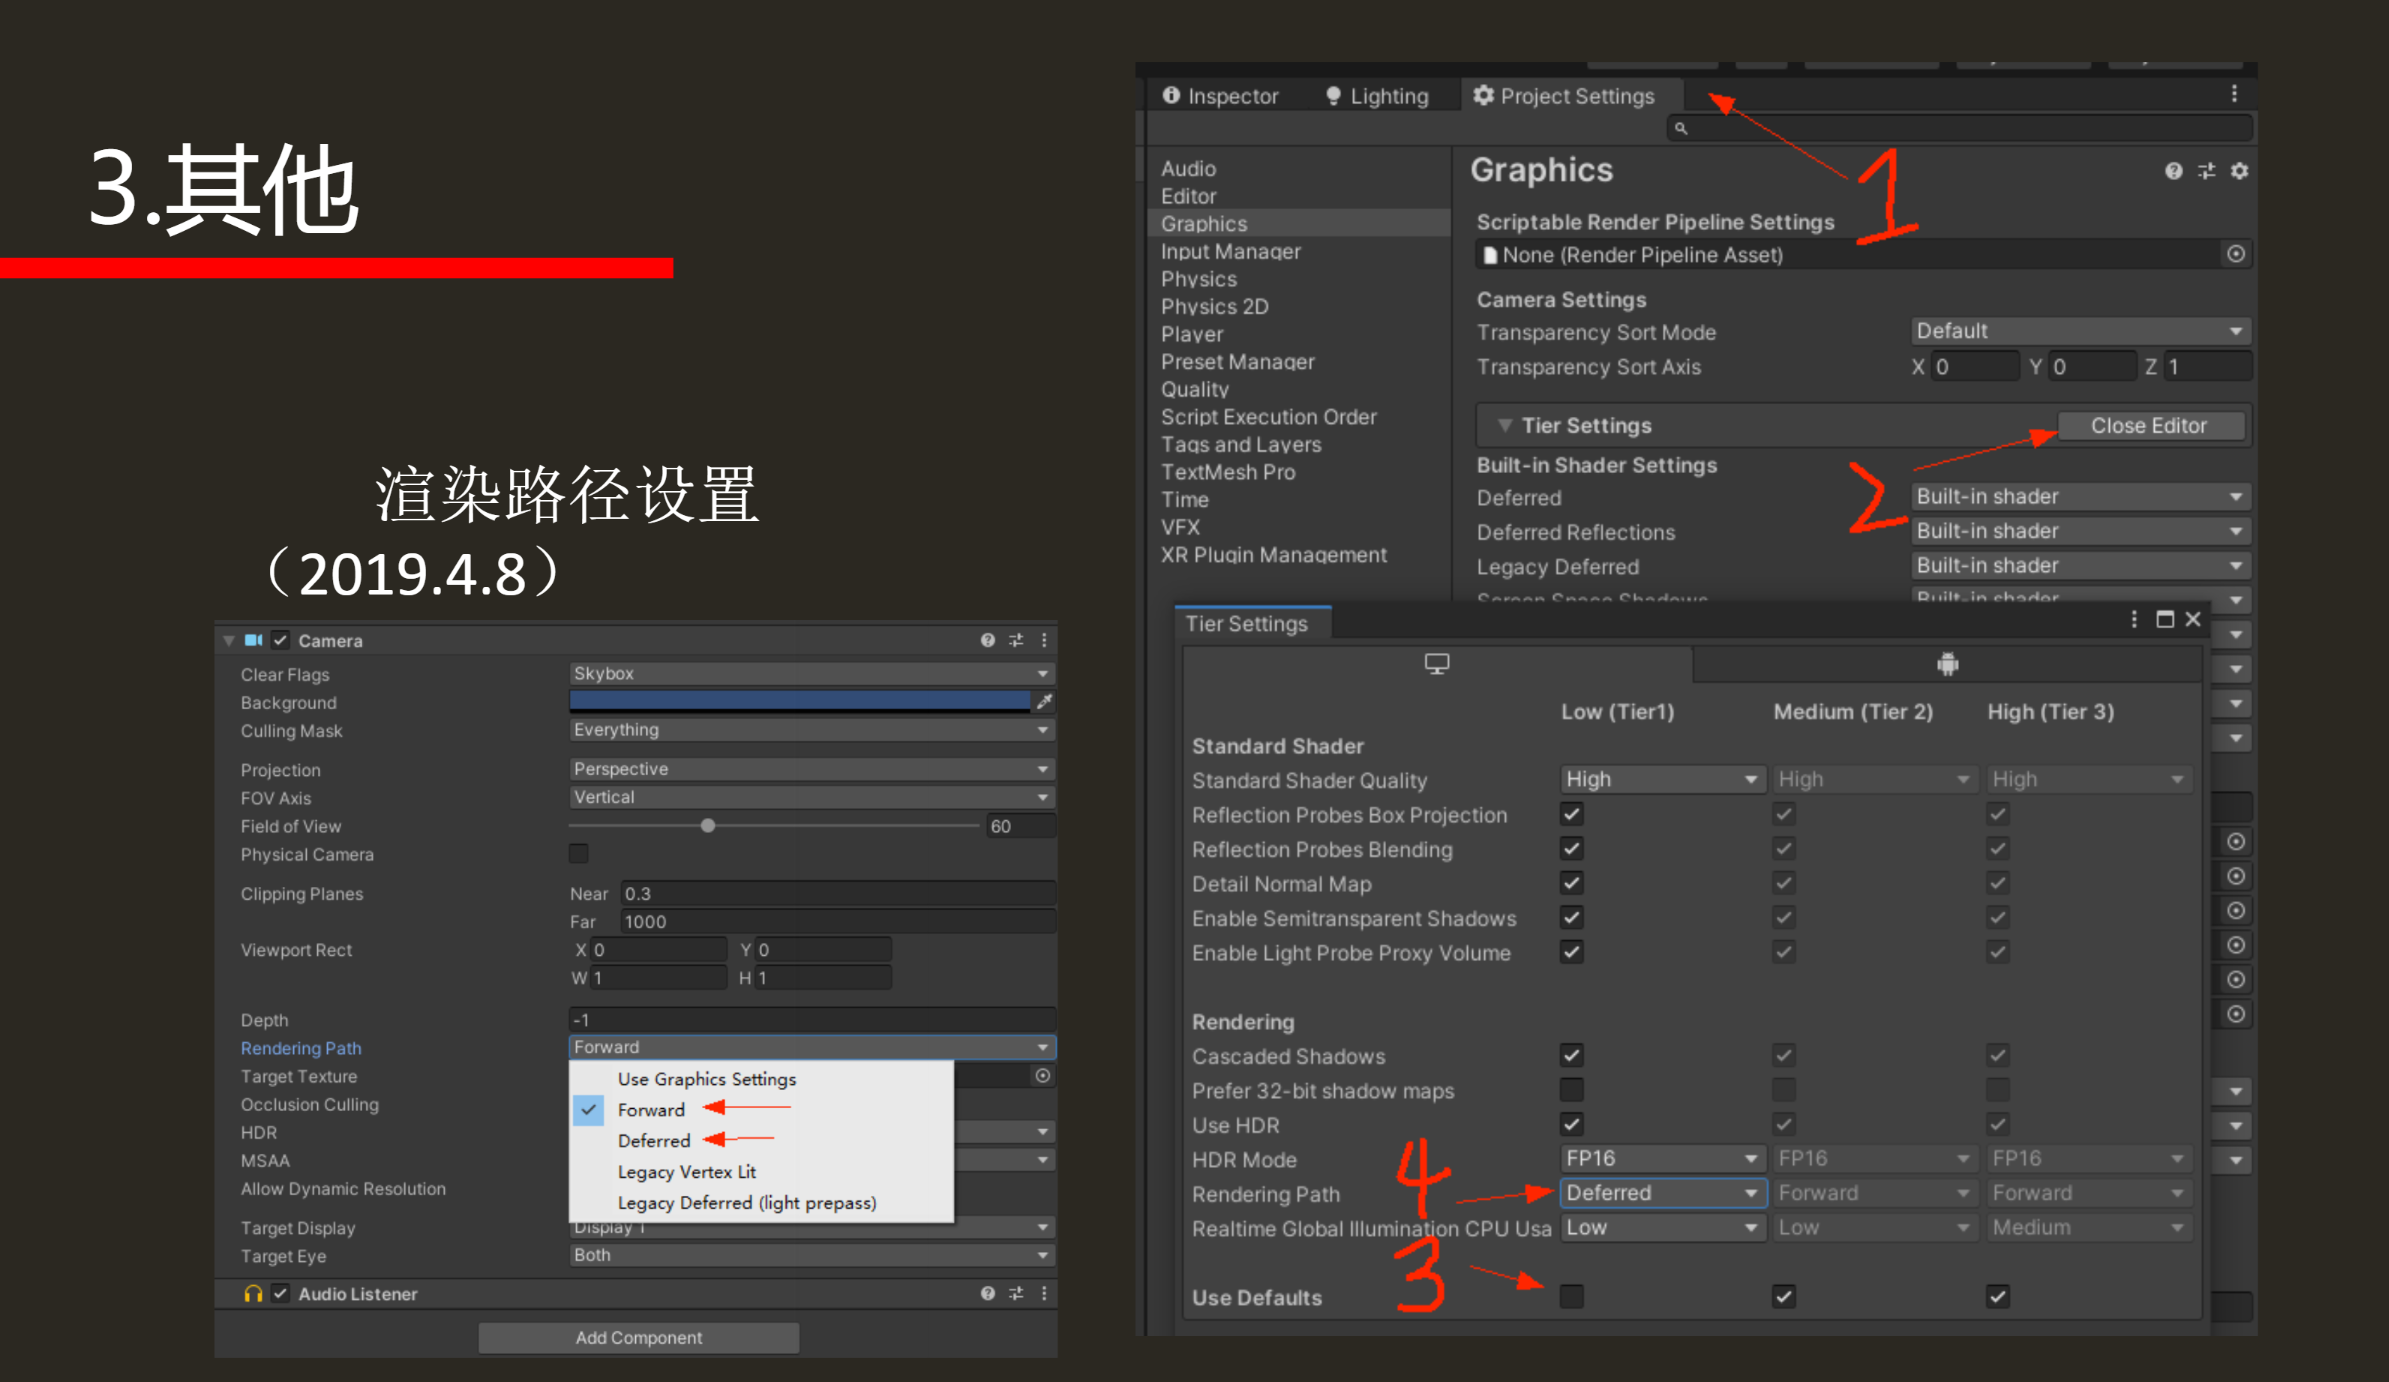 3.其他
渲染路径设置
（2019.4.8）
Camera
Clear Flags Skybox
Background
Culling Mask Everything
Projection Perspective
FOV Axis Vertical
Field of View 60
Physical Camera
Clipping Planes Near 0.3
Far 1000
Viewport Rect X 0 Y 0
W 1 H 1
Depth -1
Rendering Path Forward
Target Texture
Occlusion Culling
HDR
MSAA
Allow Dynamic Resolution
Use Graphics Settings
Forward
Deferred
Legacy Vertex Lit
Legacy Deferred (light prepass)
Target Display Display 1
Target Eye Both
Audio Listener
Add Component
Inspector Lighting Project Settings
1
Audio
Editor
Graphics
Input Manager
Physics
Physics 2D
Player
Preset Manager
Quality
Script Execution Order
Tags and Layers
TextMesh Pro
Time
VFX
XR Plugin Management
Graphics
Scriptable Render Pipeline Settings
None (Render Pipeline Asset)
Camera Settings
Transparency Sort Mode Default
Transparency Sort Axis X 0 Y 0 Z 1
Tier Settings Close Editor
2
Built-in Shader Settings
Deferred Built-in shader
Deferred Reflections Built-in shader
Legacy Deferred Built-in shader
Screen Space Shadows Built-in shader
Tier Settings
Low (Tier1) Medium (Tier 2) High (Tier 3)
Standard Shader
Standard Shader Quality High High High
Reflection Probes Box Projection
Reflection Probes Blending
Detail Normal Map
Enable Semitransparent Shadows
Enable Light Probe Proxy Volume
Rendering
Cascaded Shadows
Prefer 32-bit shadow maps
Use HDR
HDR Mode FP16 FP16 FP16
4
Rendering Path Deferred Forward Forward
Realtime Global Illumination CPU Usa Low Low Medium
3
Use Defaults